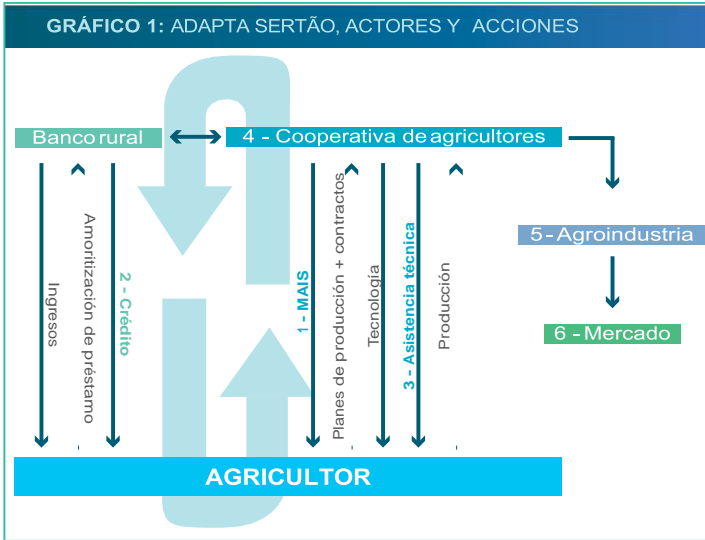 GRÁFICO 1: ADAPTA SERTÃO, ACTORES Y ACCIONES
Banco rural
4 - Cooperativa de agricultores
5 - Agroindustria
6 - Mercado
Ingresos
Amoritización de préstamo
2 - Crédito
1 - MAIS
Planes de producción + contractos
Tecnología
3 - Asistencia técnica
Producción
AGRICULTOR